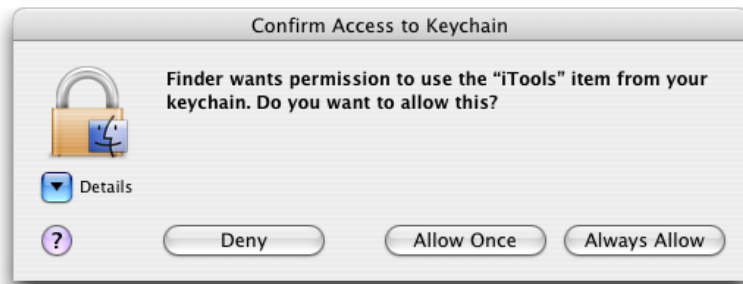 Confirm Access to Keychain
Finder wants permission to use the “iTools” item from your
keychain. Do you want to allow this?
Details
?
Deny
Allow Once
Always Allow